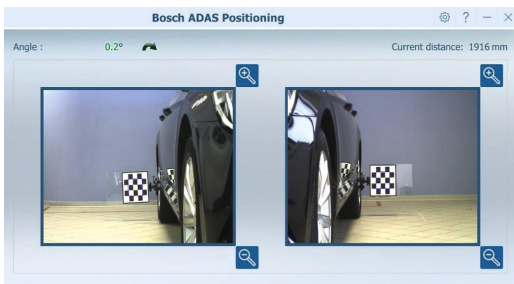 Bosch ADAS Positioning
? 
Angle : 0.2° Current distance: 1916 mm